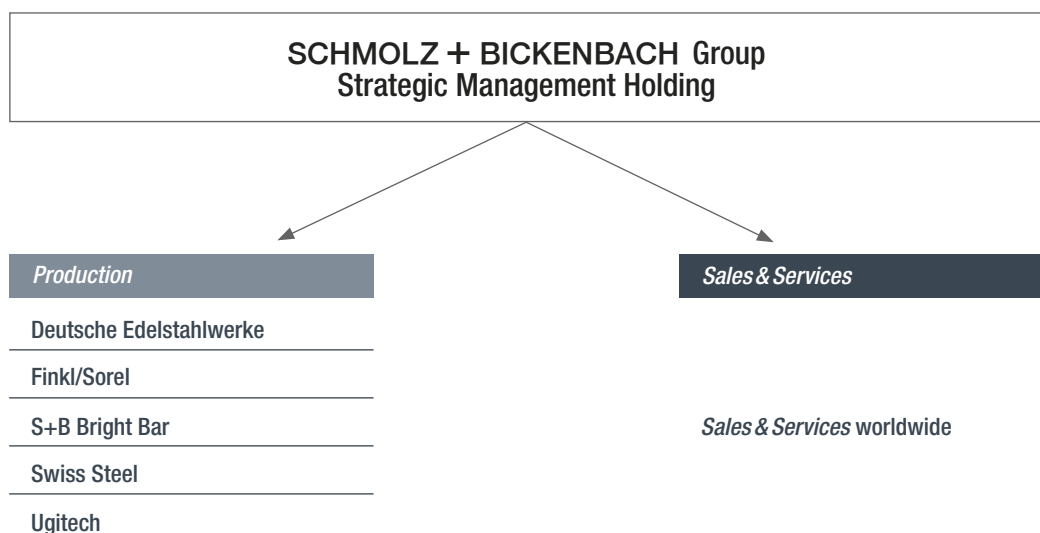 SCHMOLZ + BICKENBACH Group
Strategic Management Holding
Production
Deutsche Edelstahlwerke
Finkl/Sorel
S+B Bright Bar
Swiss Steel
Ugitech
Sales & Services
Sales & Services worldwide